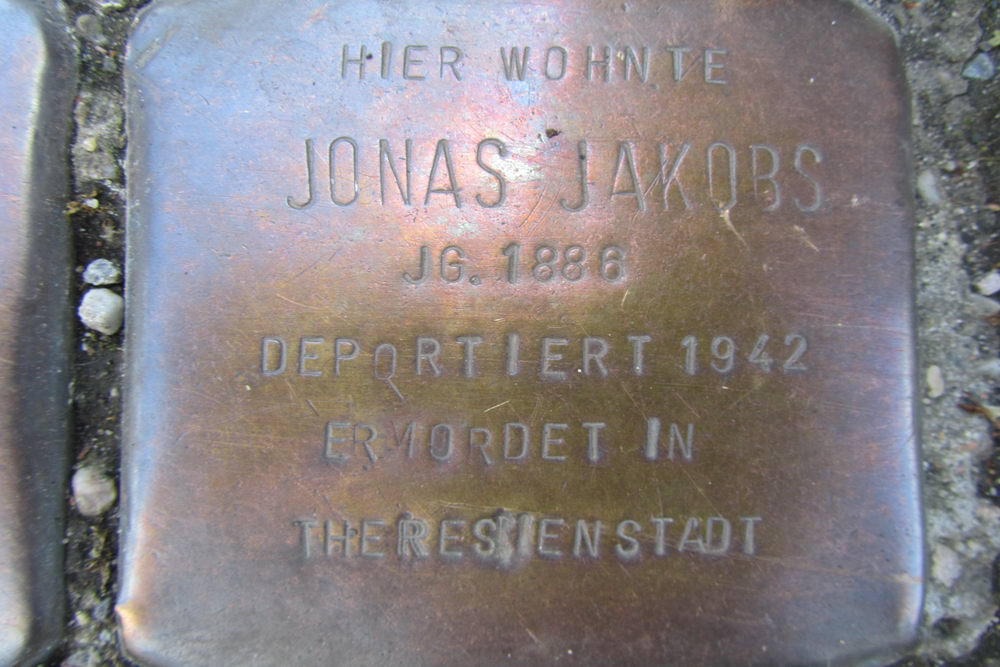 HIER WOHNTE
JONAS JAKOBS
JG. 1886
DEPORTIERT 1942
ERMORDET IN
THERESIENSTADT